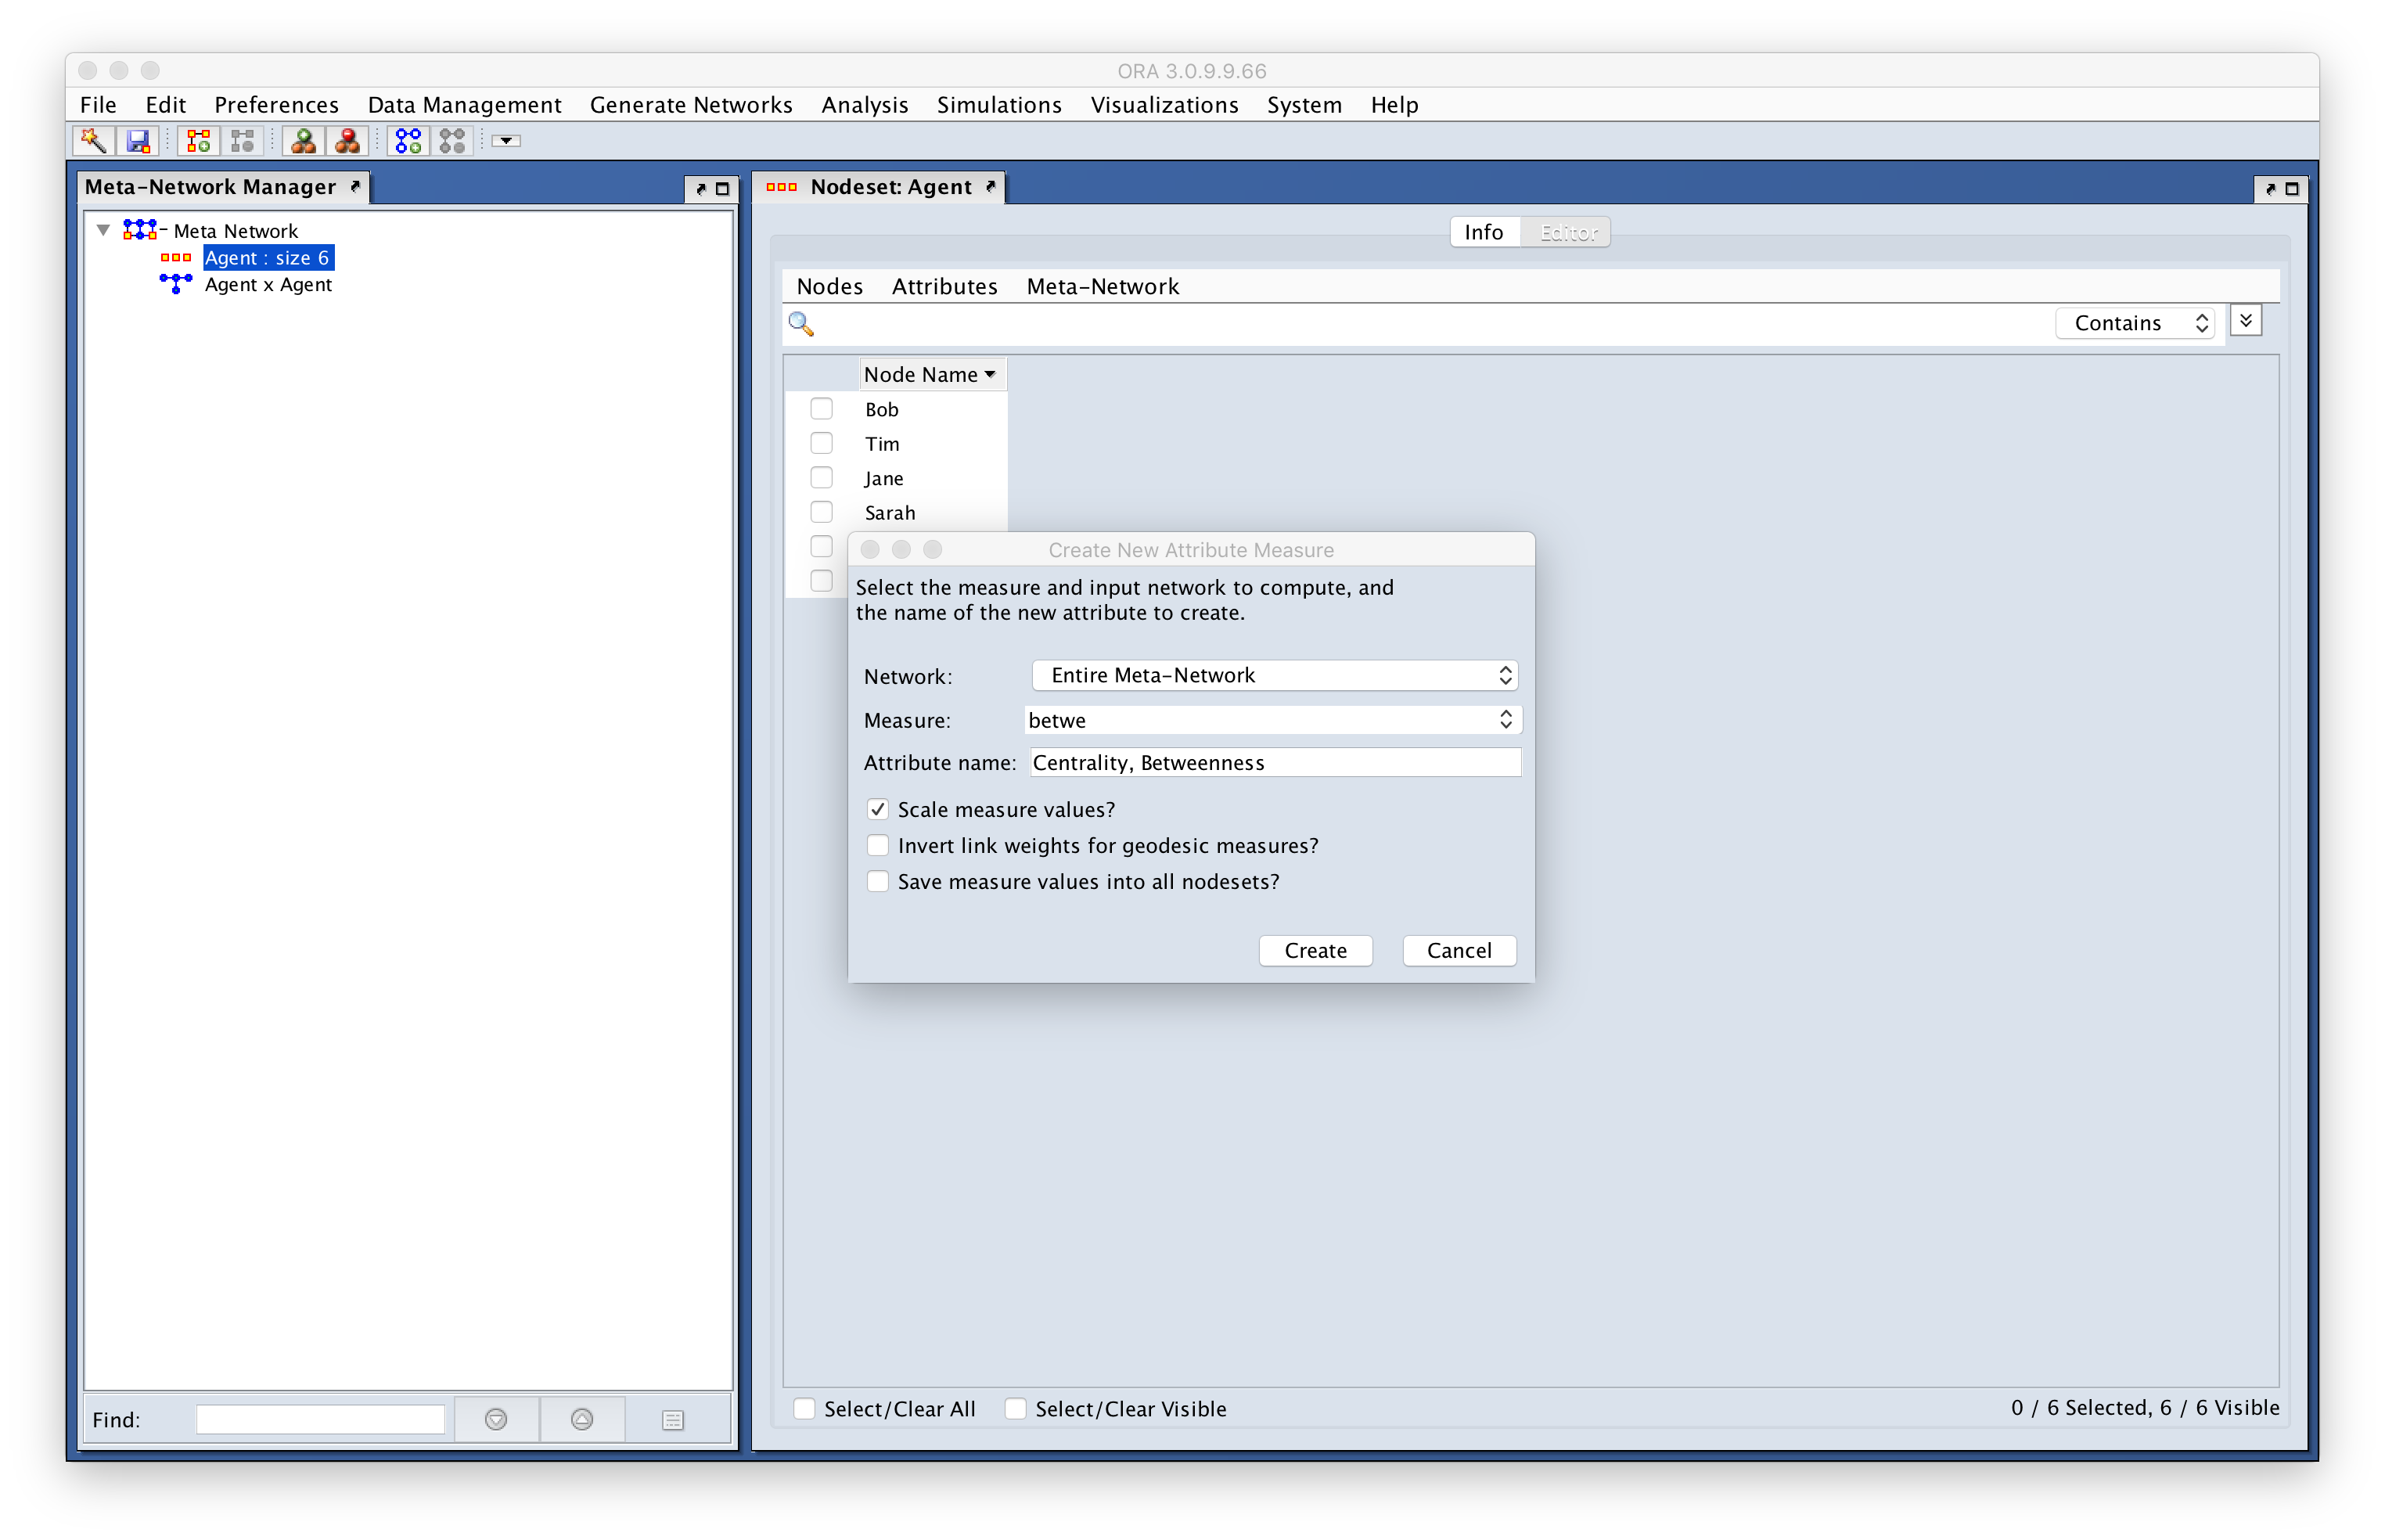 ORA 3.0.9.9.66
File Edit Preferences Data Management Generate Networks Analysis Simulations Visualizations System Help
Meta-Network Manager
Meta Network
Agent : size 6
Agent x Agent
Find:
Nodeset: Agent
Info Editor
Nodes Attributes Meta-Network
Contains
Node Name
Bob
Tim
Jane
Sarah
Create New Attribute Measure
Select the measure and input network to compute, and
the name of the new attribute to create.
Network: Entire Meta-Network
Measure: betwe
Attribute name: Centrality, Betweenness
Scale measure values?
Invert link weights for geodesic measures?
Save measure values into all nodesets?
Create Cancel
Select/Clear All Select/Clear Visible 0 / 6 Selected, 6 / 6 Visible